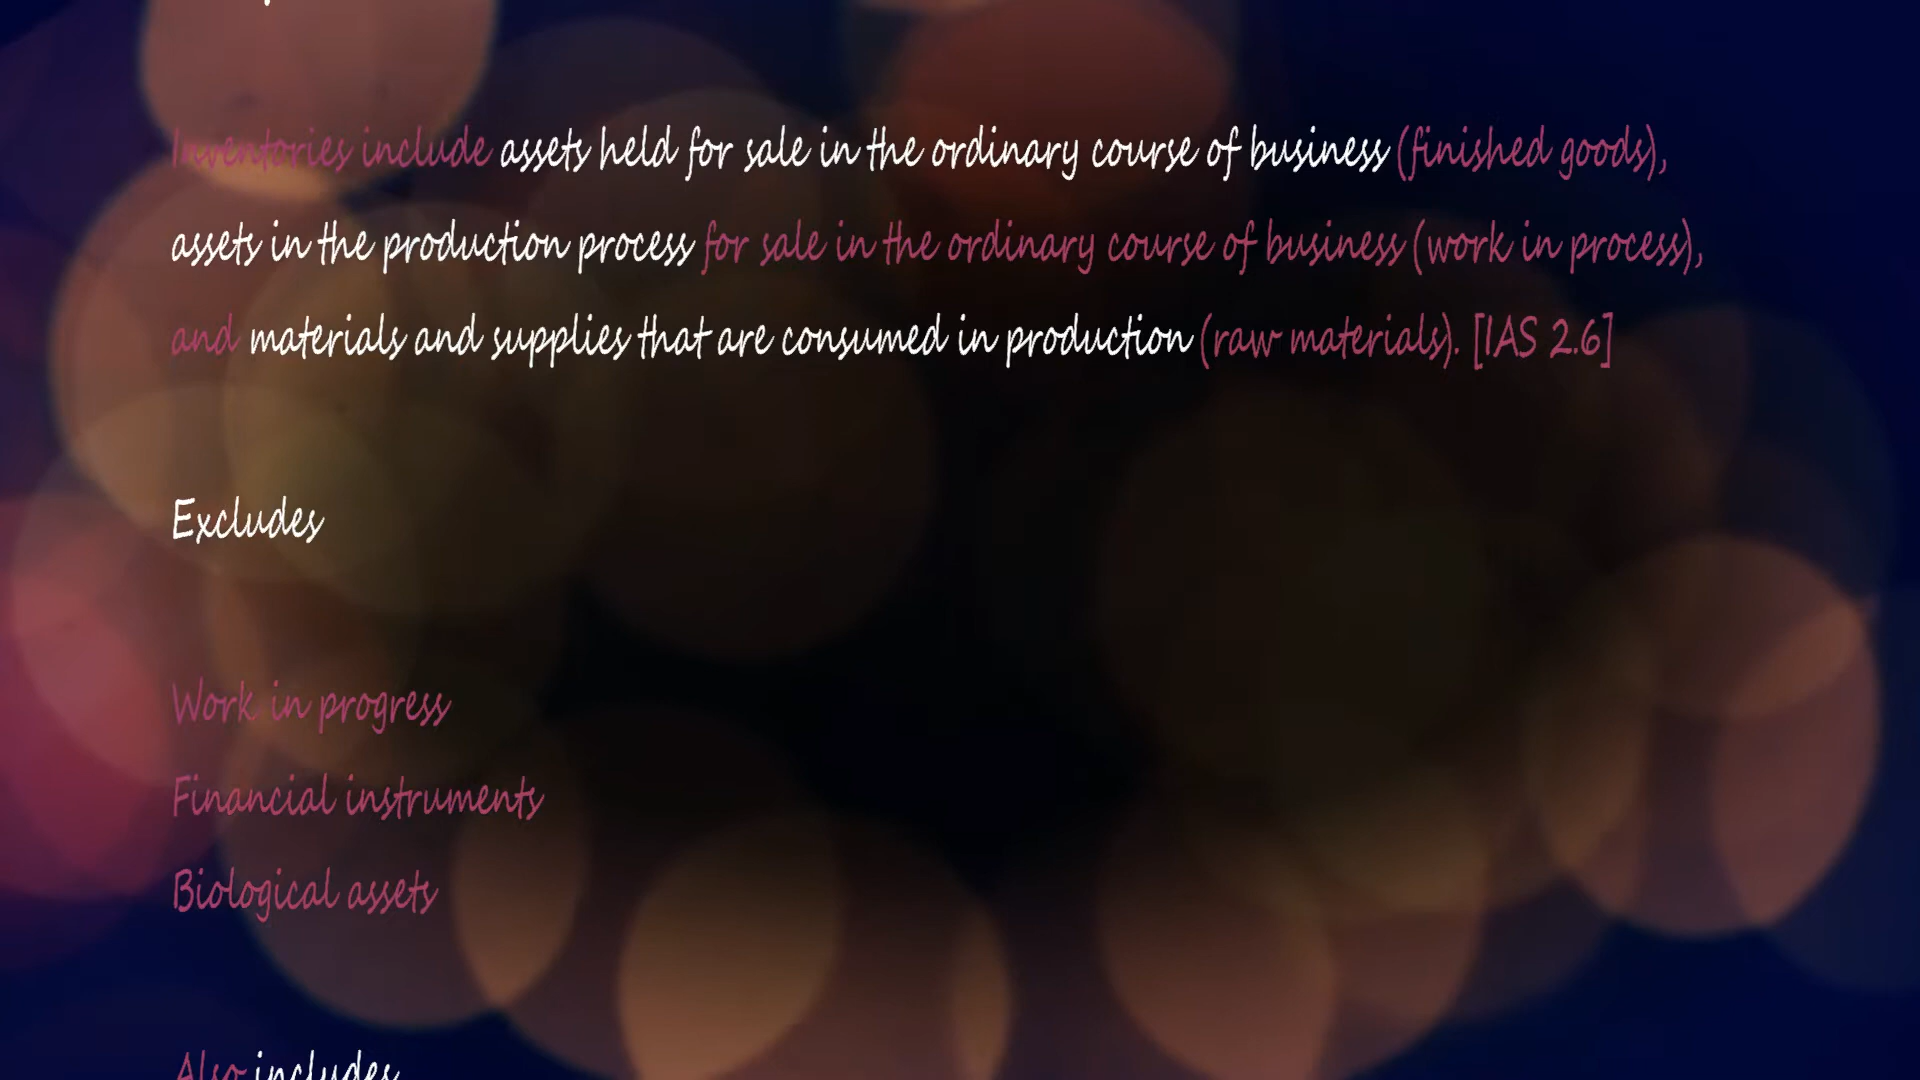 Inventories include assets held for sale in the ordinary course of business (finished goods),
assets in the production process for sale in the ordinary course of business (work in process),
and materials and supplies that are consumed in production (raw materials). [IAS 2.6]
Excludes
Work in progress
Financial instruments
Biological assets
Also includes